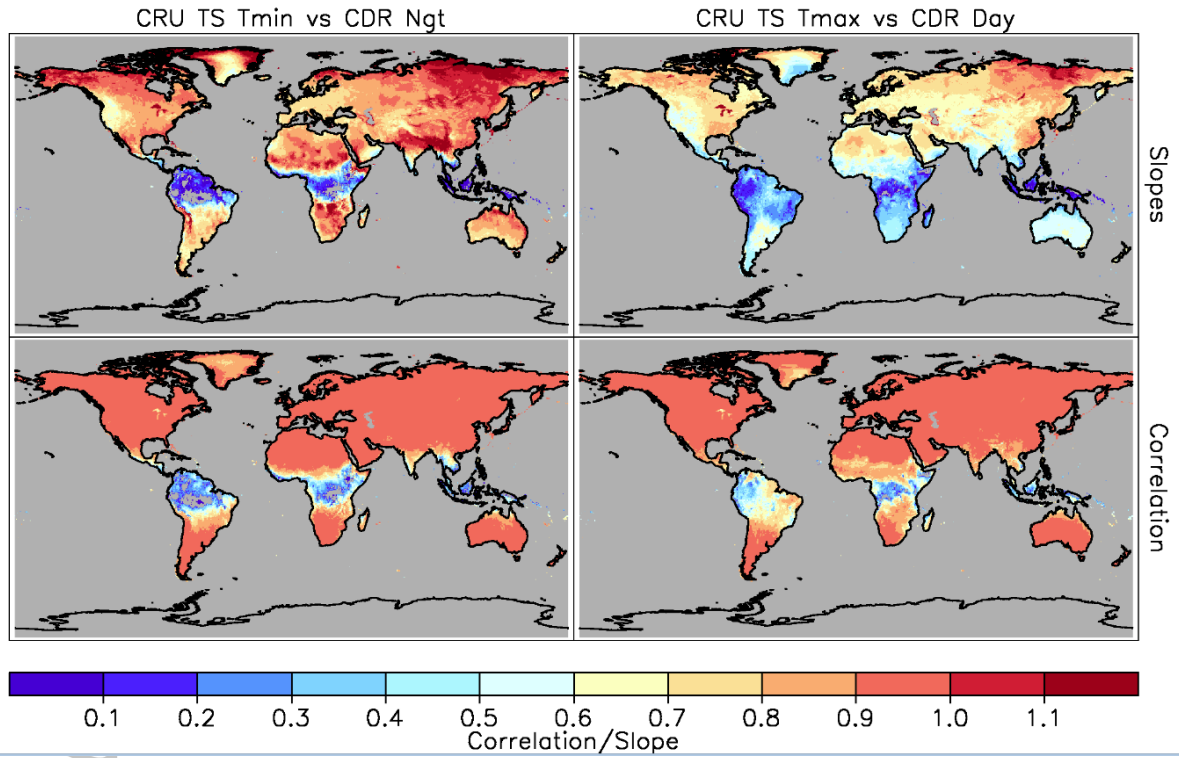 CRU TS Tmin vs CDR Ngt
CRU TS Tmax vs CDR Day
Slopes
Correlation
0.1 0.2 0.3 0.4 0.5 0.6 0.7 0.8 0.9 1.0 1.1
Correlation/Slope